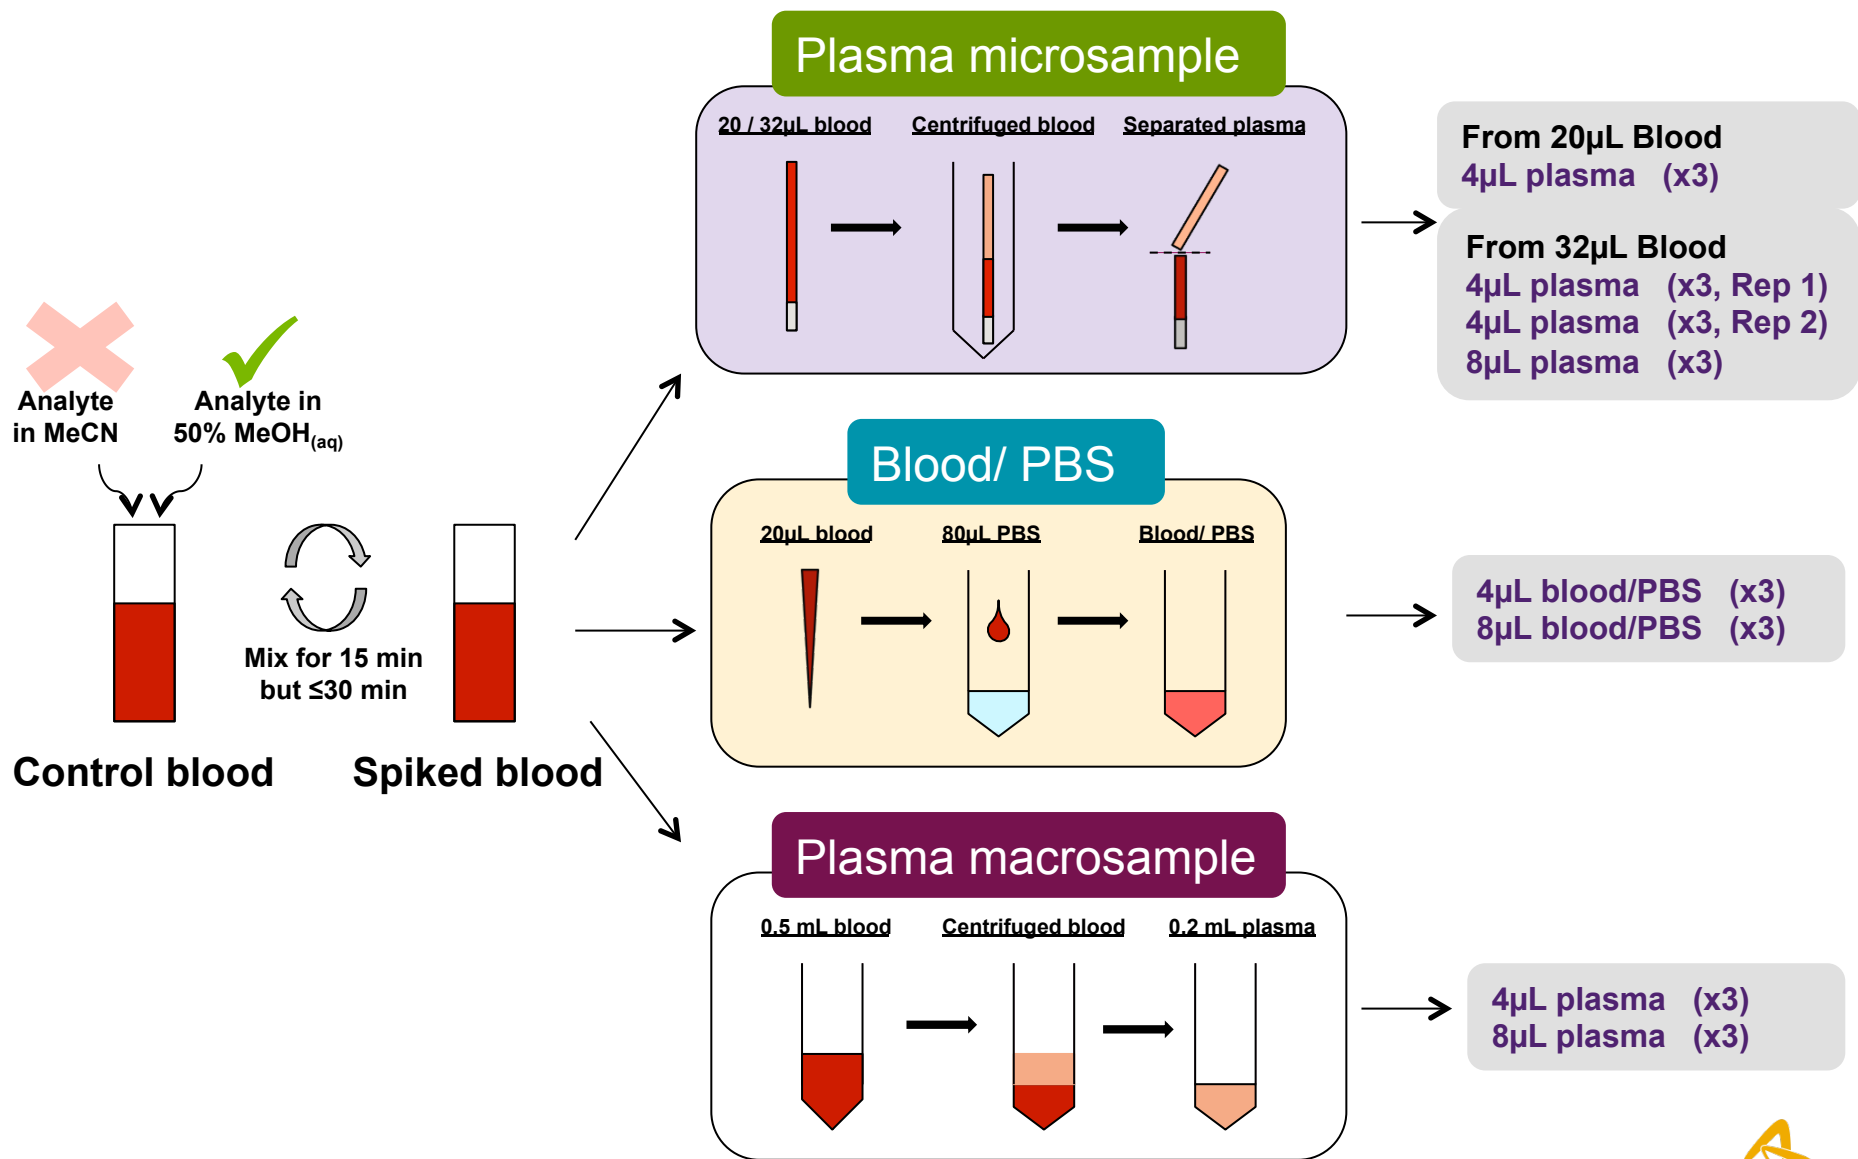 Plasma microsample
20 / 32µL blood
Centrifuged blood
Separated plasma
From 20µL Blood
4µL plasma (x3)
From 32µL Blood
4µL plasma (x3, Rep 1)
4µL plasma (x3, Rep 2)
8µL plasma (x3)
Analyte
in MeCN
Analyte in
50% MeOH(aq)
Mix for 15 min
but ≤30 min
Control blood
Spiked blood
Blood/ PBS
20µL blood
80µL PBS
Blood/ PBS
4µL blood/PBS (x3)
8µL blood/PBS (x3)
Plasma macrosample
0.5 mL blood
Centrifuged blood
0.2 mL plasma
4µL plasma (x3)
8µL plasma (x3)